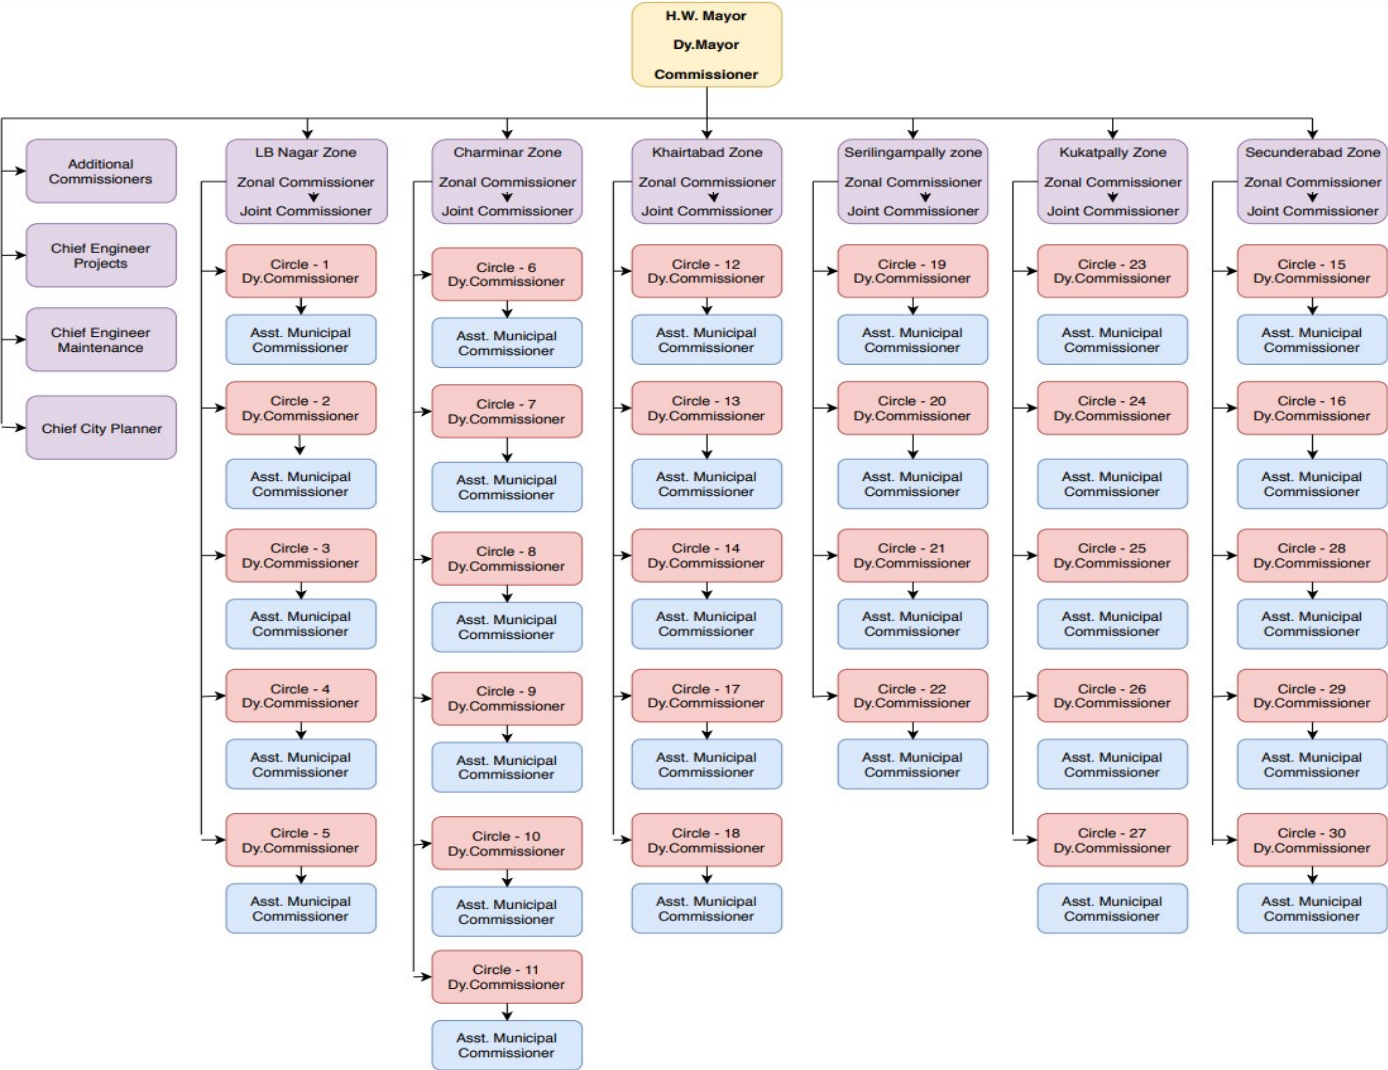 H.W. Mayor
Dy.Mayor
Commissioner
Additional
Commissioners
Chief Engineer
Projects
Chief Engineer
Maintenance
Chief City Planner
LB Nagar Zone
Zonal Commissioner
Joint Commissioner
Circle - 1
Dy.Commissioner
Asst. Municipal
Commissioner
Circle - 2
Dy.Commissioner
Asst. Municipal
Commissioner
Circle - 3
Dy.Commissioner
Asst. Municipal
Commissioner
Circle - 4
Dy.Commissioner
Asst. Municipal
Commissioner
Circle - 5
Dy.Commissioner
Asst. Municipal
Commissioner
Charminar Zone
Zonal Commissioner
Joint Commissioner
Circle - 6
Dy.Commissioner
Asst. Municipal
Commissioner
Circle - 7
Dy.Commissioner
Asst. Municipal
Commissioner
Circle - 8
Dy.Commissioner
Asst. Municipal
Commissioner
Circle - 9
Dy.Commissioner
Asst. Municipal
Commissioner
Circle - 10
Dy.Commissioner
Asst. Municipal
Commissioner
Circle - 11
Dy.Commissioner
Asst. Municipal
Commissioner
Khairtabad Zone
Zonal Commissioner
Joint Commissioner
Circle - 12
Dy.Commissioner
Asst. Municipal
Commissioner
Circle - 13
Dy.Commissioner
Asst. Municipal
Commissioner
Circle - 14
Dy.Commissioner
Asst. Municipal
Commissioner
Circle - 17
Dy.Commissioner
Asst. Municipal
Commissioner
Circle - 18
Dy.Commissioner
Asst. Municipal
Commissioner
Serilingampally zone
Zonal Commissioner
Joint Commissioner
Circle - 19
Dy.Commissioner
Asst. Municipal
Commissioner
Circle - 20
Dy.Commissioner
Asst. Municipal
Commissioner
Circle - 21
Dy.Commissioner
Asst. Municipal
Commissioner
Circle - 22
Dy.Commissioner
Asst. Municipal
Commissioner
Kukatpally Zone
Zonal Commissioner
Joint Commissioner
Circle - 23
Dy.Commissioner
Asst. Municipal
Commissioner
Circle - 24
Dy.Commissioner
Asst. Municipal
Commissioner
Circle - 25
Dy.Commissioner
Asst. Municipal
Commissioner
Circle - 26
Dy.Commissioner
Asst. Municipal
Commissioner
Circle - 27
Dy.Commissioner
Asst. Municipal
Commissioner
Secunderabad Zone
Zonal Commissioner
Joint Commissioner
Circle - 15
Dy.Commissioner
Asst. Municipal
Commissioner
Circle - 16
Dy.Commissioner
Asst. Municipal
Commissioner
Circle - 28
Dy.Commissioner
Asst. Municipal
Commissioner
Circle - 29
Dy.Commissioner
Asst. Municipal
Commissioner
Circle - 30
Dy.Commissioner
Asst. Municipal
Commissioner